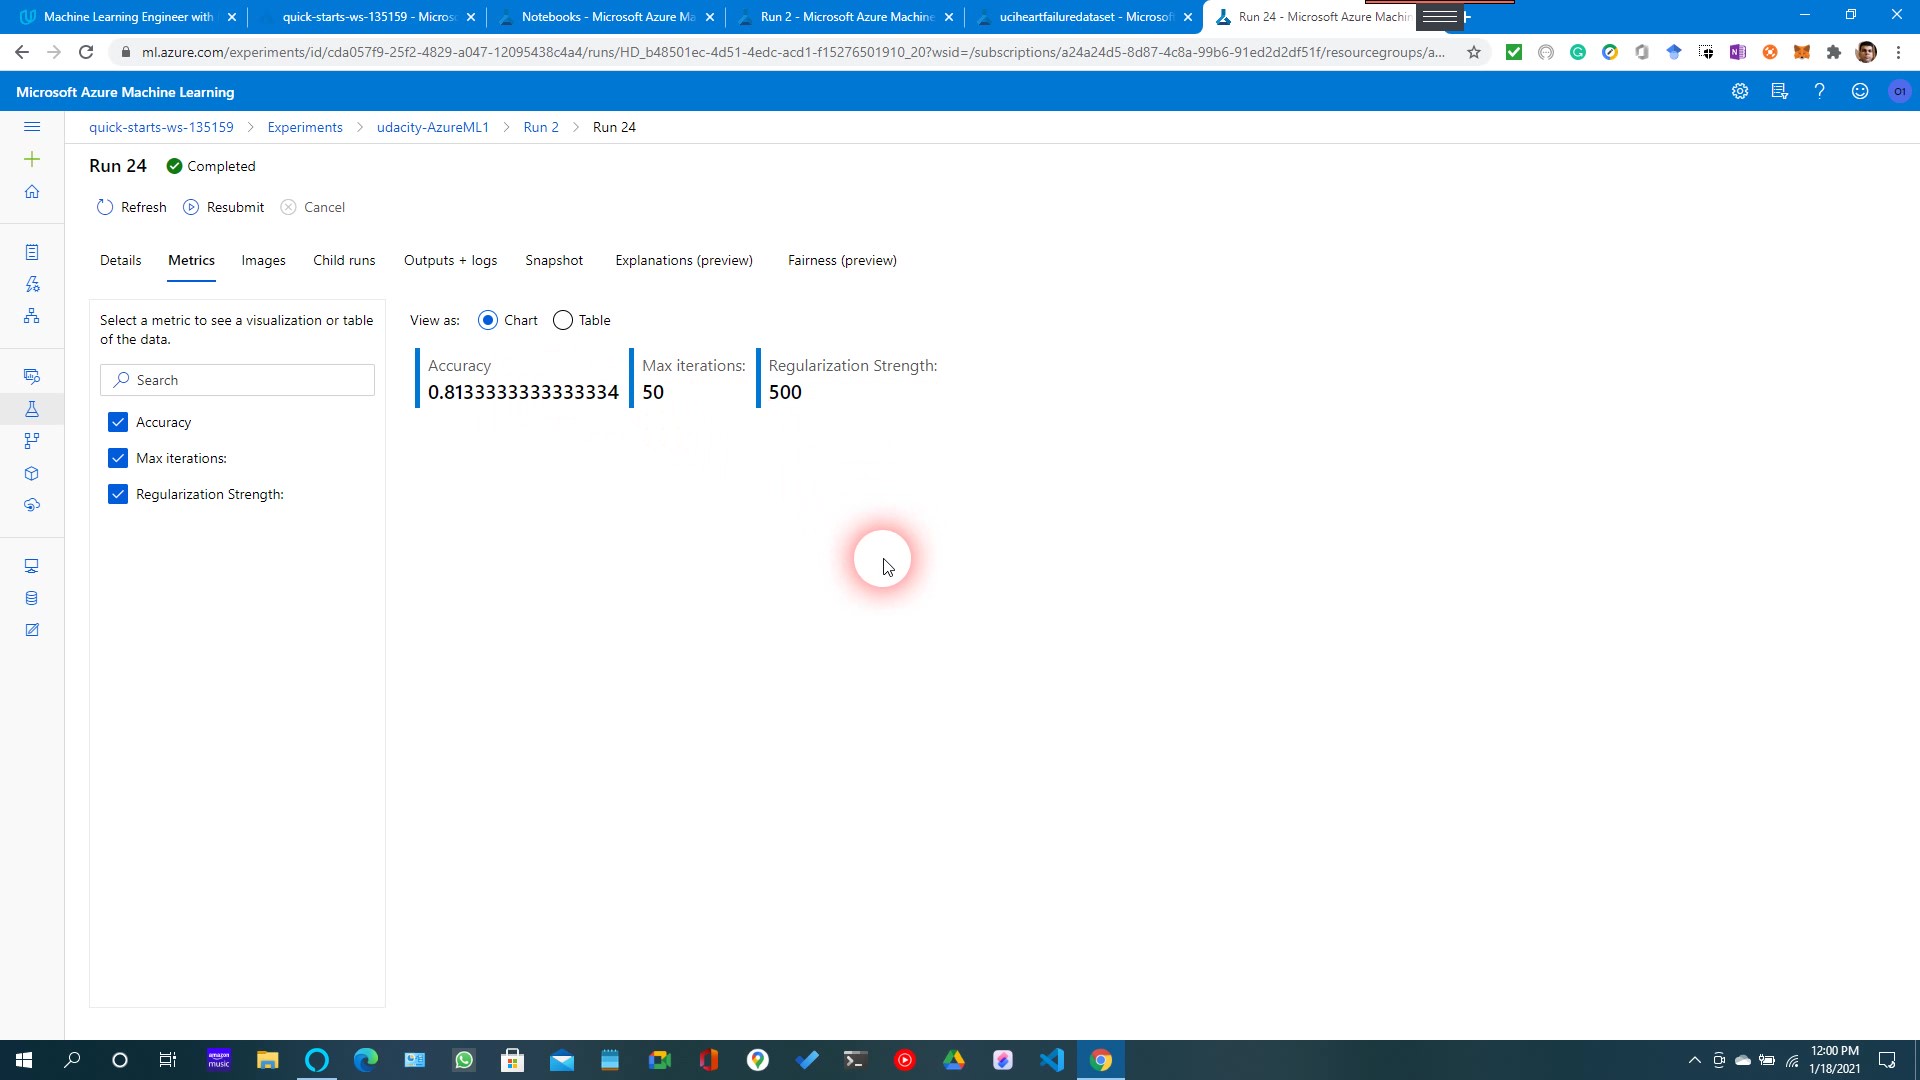 Machine Learning Engineer with
quick-starts-ws-135159 - Micros
Notebooks - Microsoft Azure Ma
Run 2 - Microsoft Azure Machine
uciheartfailuredataset - Microsoft
Run 24 - Microsoft Azure Machin
ml.azure.com/experiments/id/cda057f9-25f2-4829-a047-12095438c4a4/runs/HD_b48501ec-4d51-4edc-acd1-f15276501910_20?wsid=/subscriptions/a24a24d5-8d87-4c8a-99b6-91ed2d2df51f/resourcegroups/a...
Microsoft Azure Machine Learning
O1
quick-starts-ws-135159 > Experiments > udacity-AzureML1 > Run 2 > Run 24
Run 24 Completed
Refresh Resubmit Cancel
Details Metrics Images Child runs Outputs + logs Snapshot Explanations (preview) Fairness (preview)
Select a metric to see a visualization or table
of the data.
Search
Accuracy
Max iterations:
Regularization Strength:
View as: Chart Table
Accuracy Max iterations: Regularization Strength:
0.8133333333333334 50 500
amazon
music
12:00 PM
1/18/2021